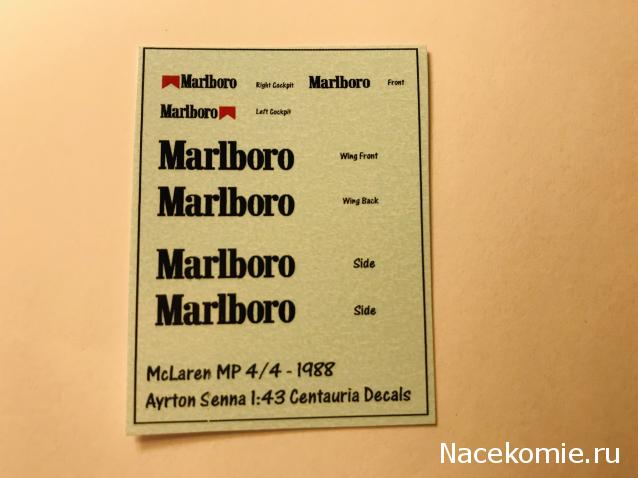 Marlboro Right Cockpit Marlboro Front
Marlboro Left Cockpit
Marlboro Wing Front
Marlboro Wing Back
Marlboro Side
Marlboro Side
McLaren MP 4/4 - 1988
Ayrton Senna 1:43 Centauria Decals
Nacekomie.ru